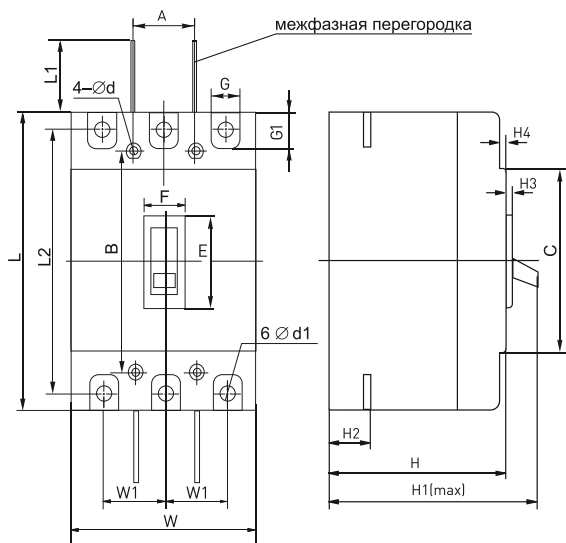 A
межфазная перегородка
L1
4–Ød
G
G1
H4
H3
F
E
B
C
L
L2
6 Ø d1
H2
H
W1
W1
H1(max)
W